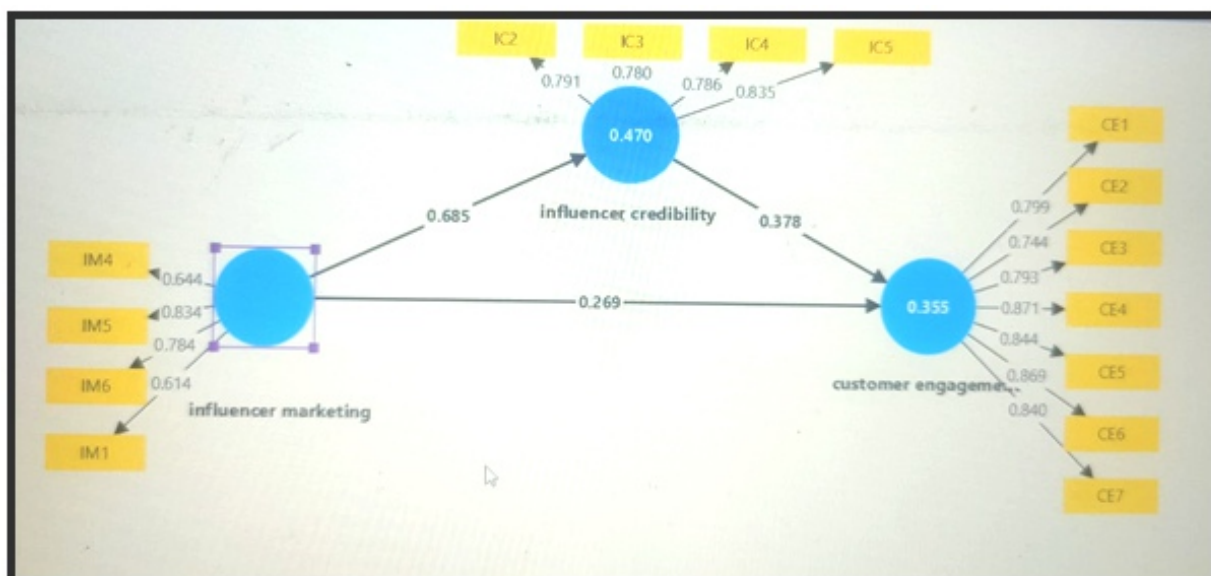 IC2 IC3 IC4 IC5
0.791 0.780 0.786 0.835
0.470
influencer credibility
0.685
0.378
0.269
IM4
IM5
IM6
IM1
0.644
0.834
0.784
0.614
influencer marketing
0.355
customer engageme...
CE1
CE2
CE3
CE4
CE5
CE6
CE7
0.799
0.744
0.793
0.871
0.844
0.869
0.840